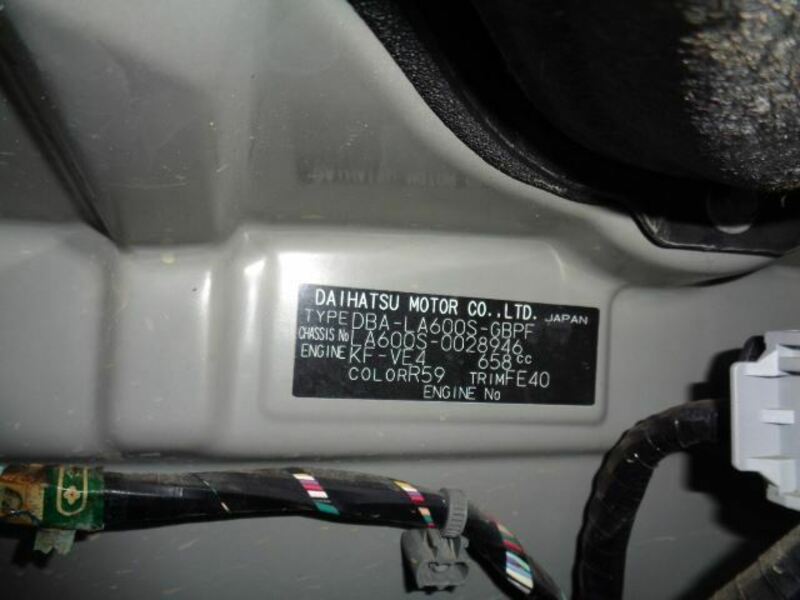 DAIHATSU MOTOR CO.,LTD. JAPAN
TYPE DBA-LA600S-GBPF
CHASSIS No LA600S-0028946
ENGINE KF-VE4 658cc
COLOR R59 TRIM FE40
ENGINE No